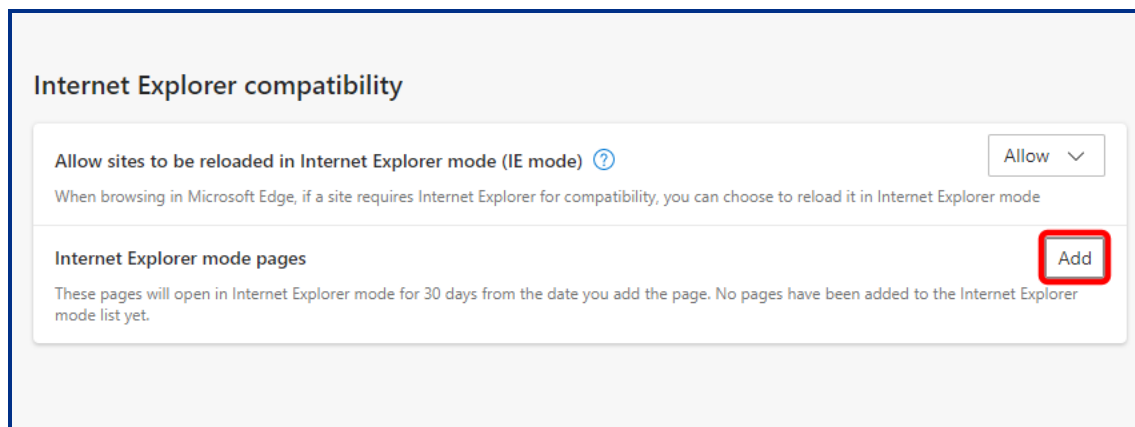 Internet Explorer compatibility
Allow sites to be reloaded in Internet Explorer mode (IE mode) ?
Allow
When browsing in Microsoft Edge, if a site requires Internet Explorer for compatibility, you can choose to reload it in Internet Explorer mode
Internet Explorer mode pages
Add
These pages will open in Internet Explorer mode for 30 days from the date you add the page. No pages have been added to the Internet Explorer
mode list yet.